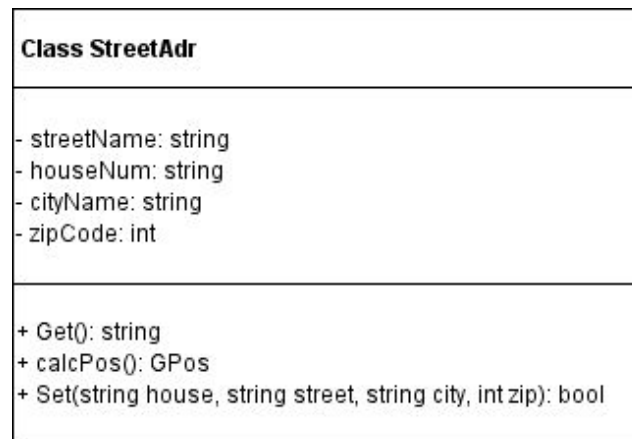 Class StreetAdr
- streetName: string
- houseNum: string
- cityName: string
- zipCode: int
+ Get(): string
+ calcPos(): GPos
+ Set(string house, string street, string city, int zip): bool